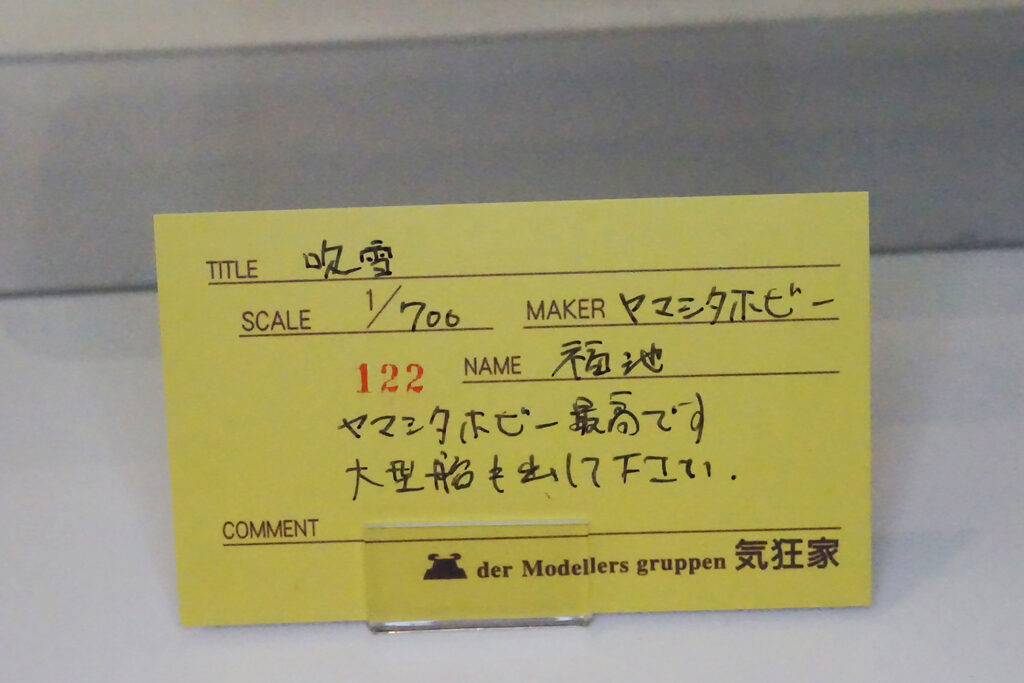 TITLE 吹雪
SCALE 1/700 MAKER ヤマシタホビー
122 NAME 福池
ヤマシタホビー最高です
大型船も出して下さい.
COMMENT
der Modellers gruppen 気狂家